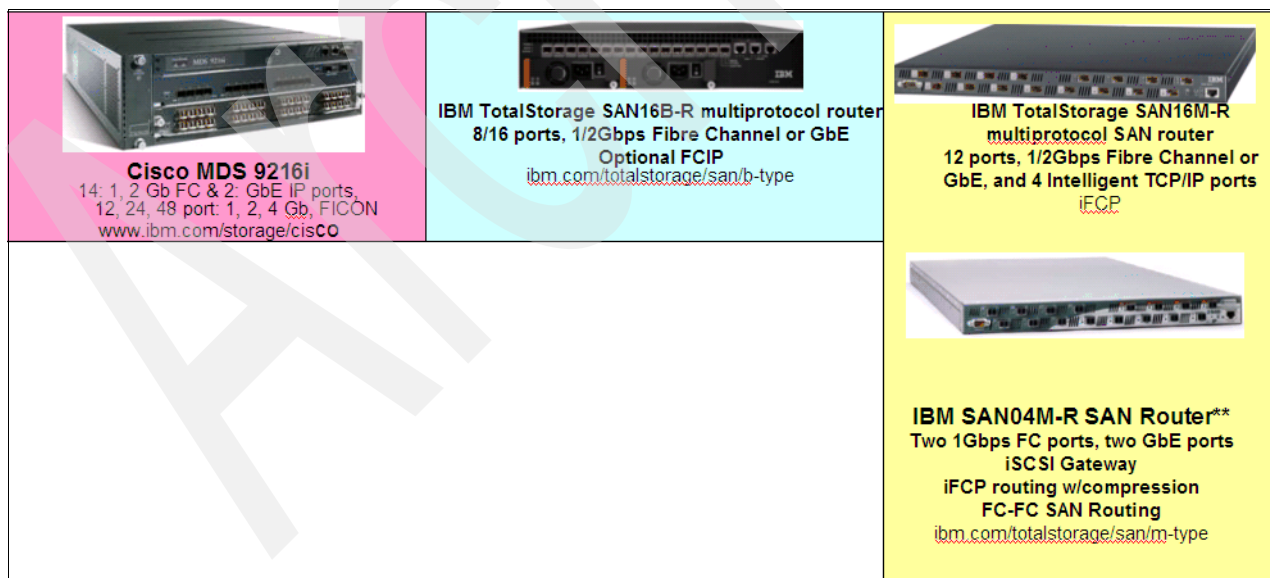 MDS 9216i
Cisco MDS 9216i
14: 1, 2 Gb FC & 2: GbE IP ports,
12, 24, 48 port: 1, 2, 4 Gb, FICON
www.ibm.com/storage/cisco
IBM
IBM TotalStorage SAN16B-R multiprotocol router
8/16 ports, 1/2Gbps Fibre Channel or GbE
Optional FCIP
ibm.com/totalstorage/san/b-type
IBM
IBM TotalStorage SAN16M-R
multiprotocol SAN router
12 ports, 1/2Gbps Fibre Channel or
GbE, and 4 Intelligent TCP/IP ports
iFCP
IBM SAN04M-R SAN Router**
Two 1Gbps FC ports, two GbE ports
iSCSI Gateway
iFCP routing w/compression
FC-FC SAN Routing
ibm.com/totalstorage/san/m-type